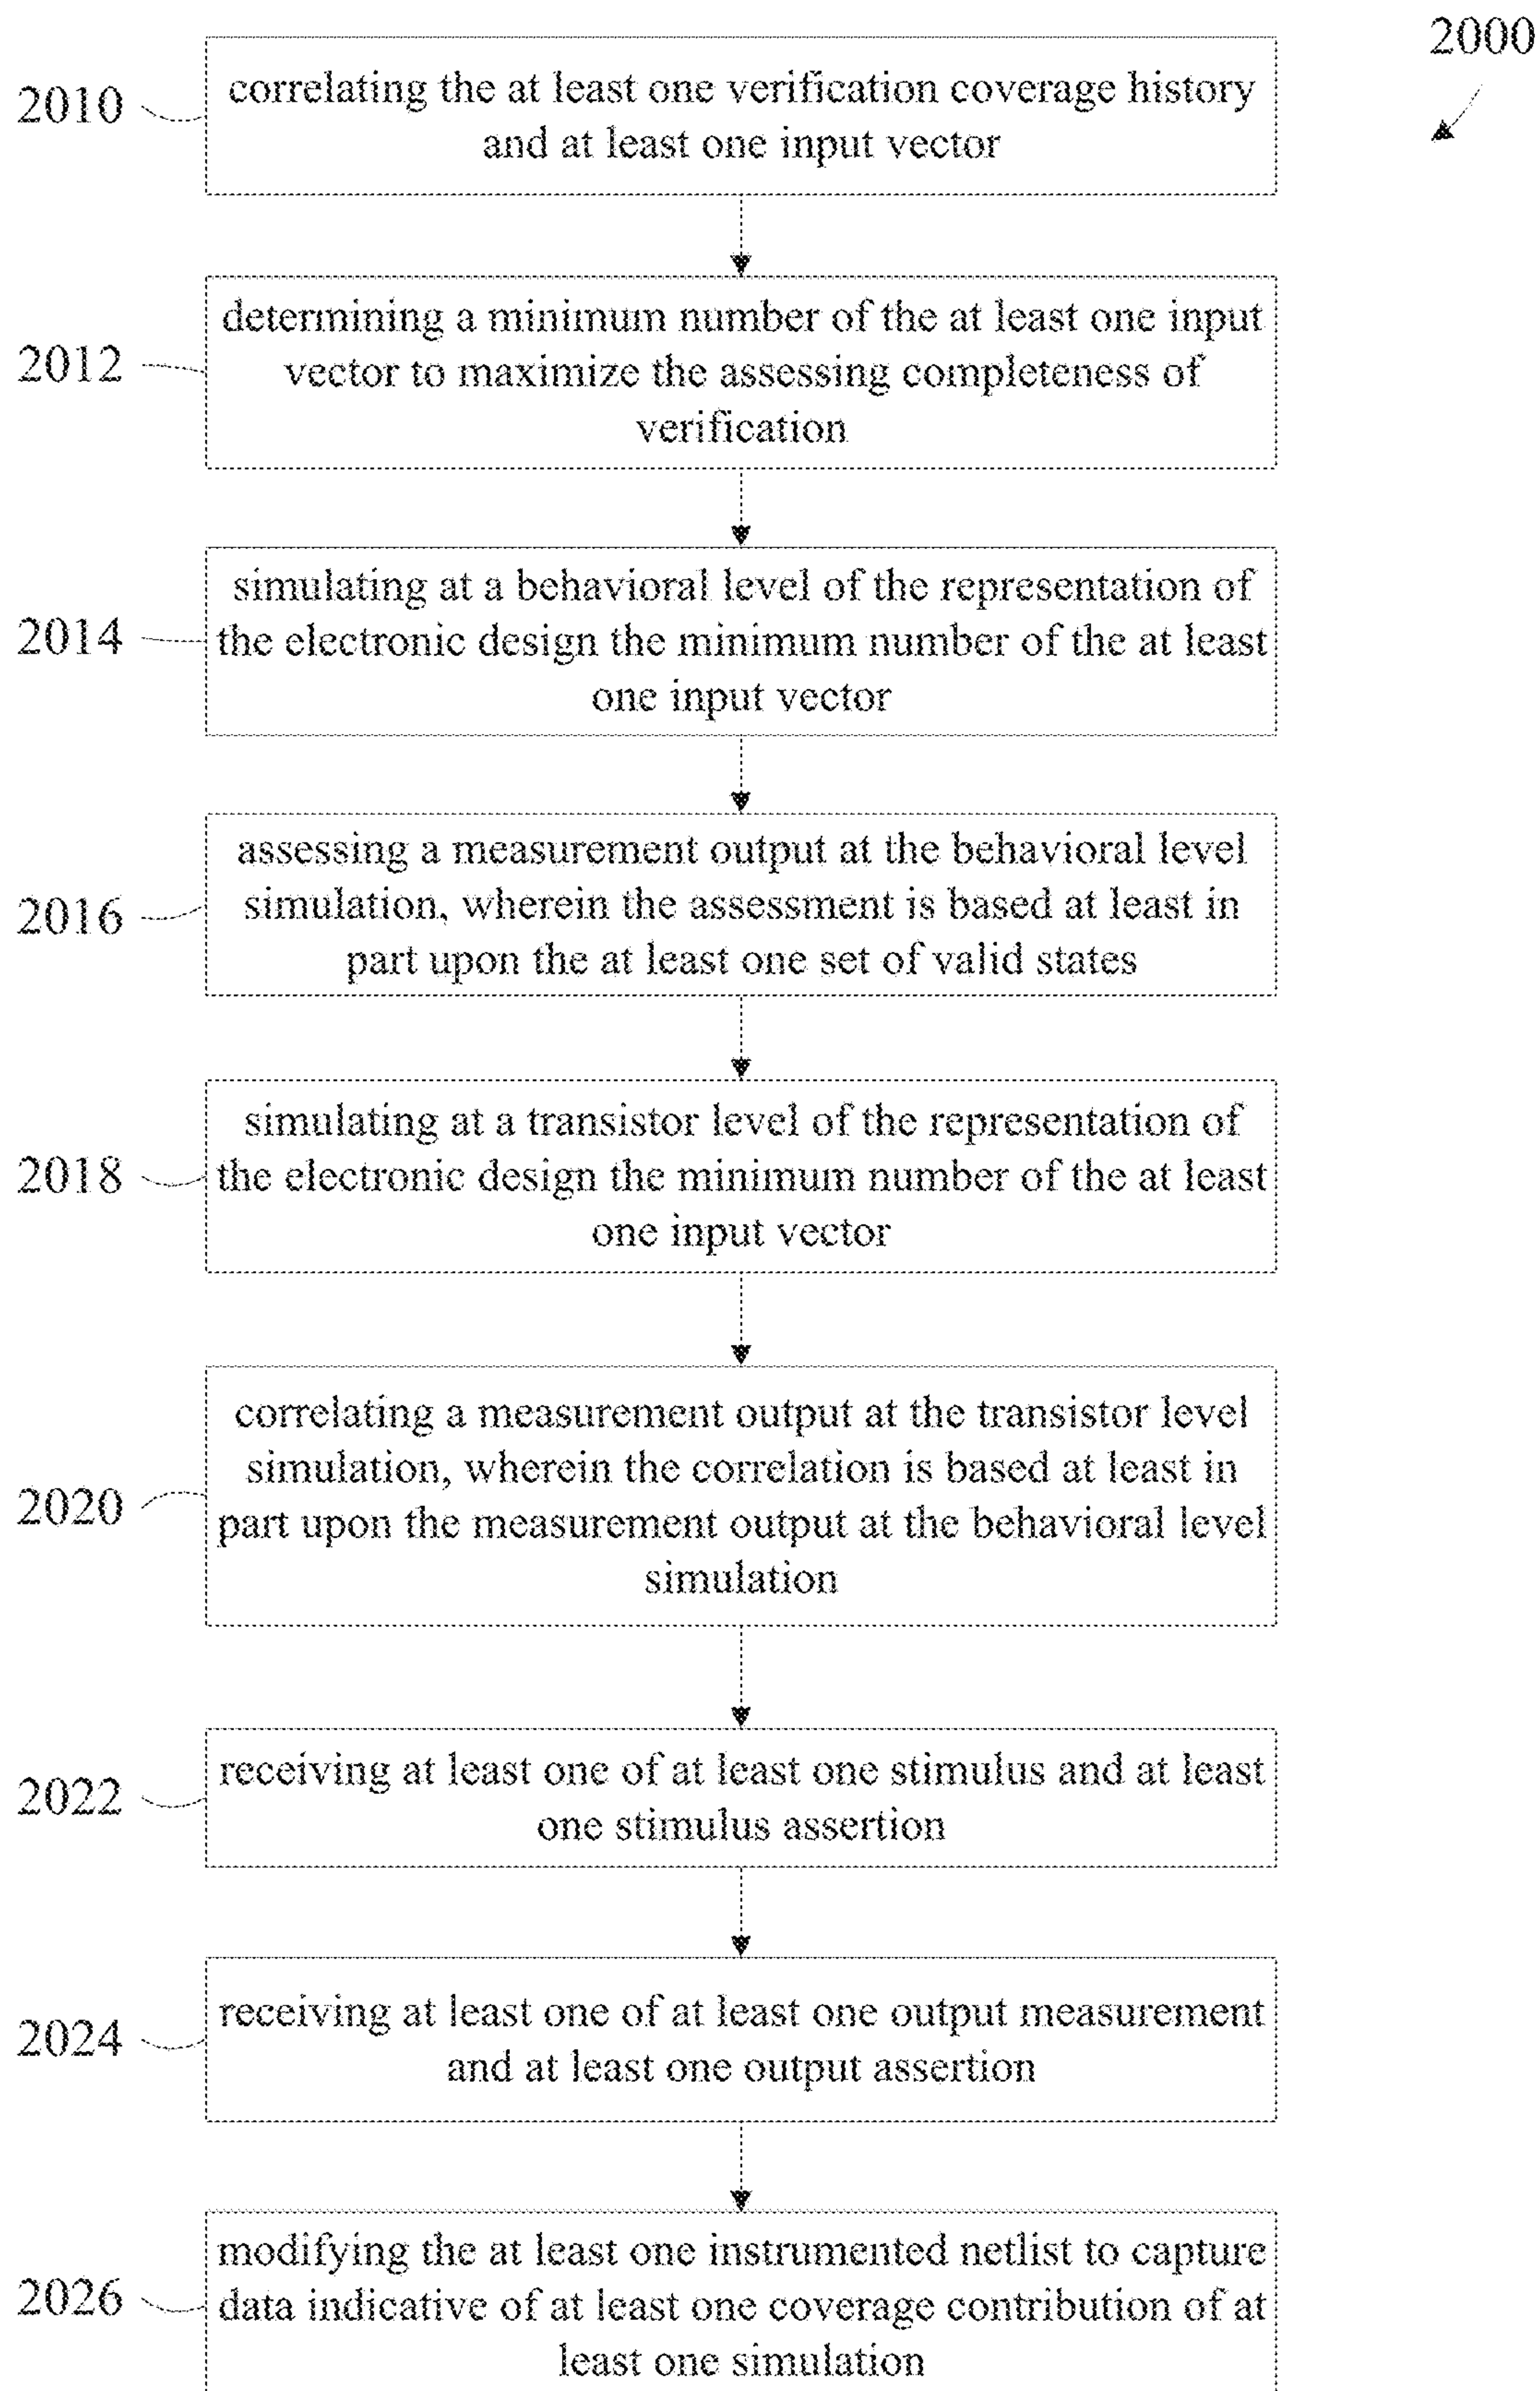 2000
2010
correlating the at least one verification coverage history
and at least one input vector
2012
determining a minimum number of the at least one input
vector to maximize the assessing completeness of
verification
2014
simulating at a behavioral level of the representation of
the electronic design the minimum number of the at least
one input vector
2016
assessing a measurement output at the behavioral level
simulation, wherein the assessment is based at least in
part upon the at least one set of valid states
2018
simulating at a transistor level of the representation of
the electronic design the minimum number of the at least
one input vector
2020
correlating a measurement output at the transistor level
simulation, wherein the correlation is based at least in
part upon the measurement output at the behavioral level
simulation
2022
receiving at least one of at least one stimulus and at least
one stimulus assertion
2024
receiving at least one of at least one output measurement
and at least one output assertion
2026
modifying the at least one instrumented netlist to capture
data indicative of at least one coverage contribution of at
least one simulation